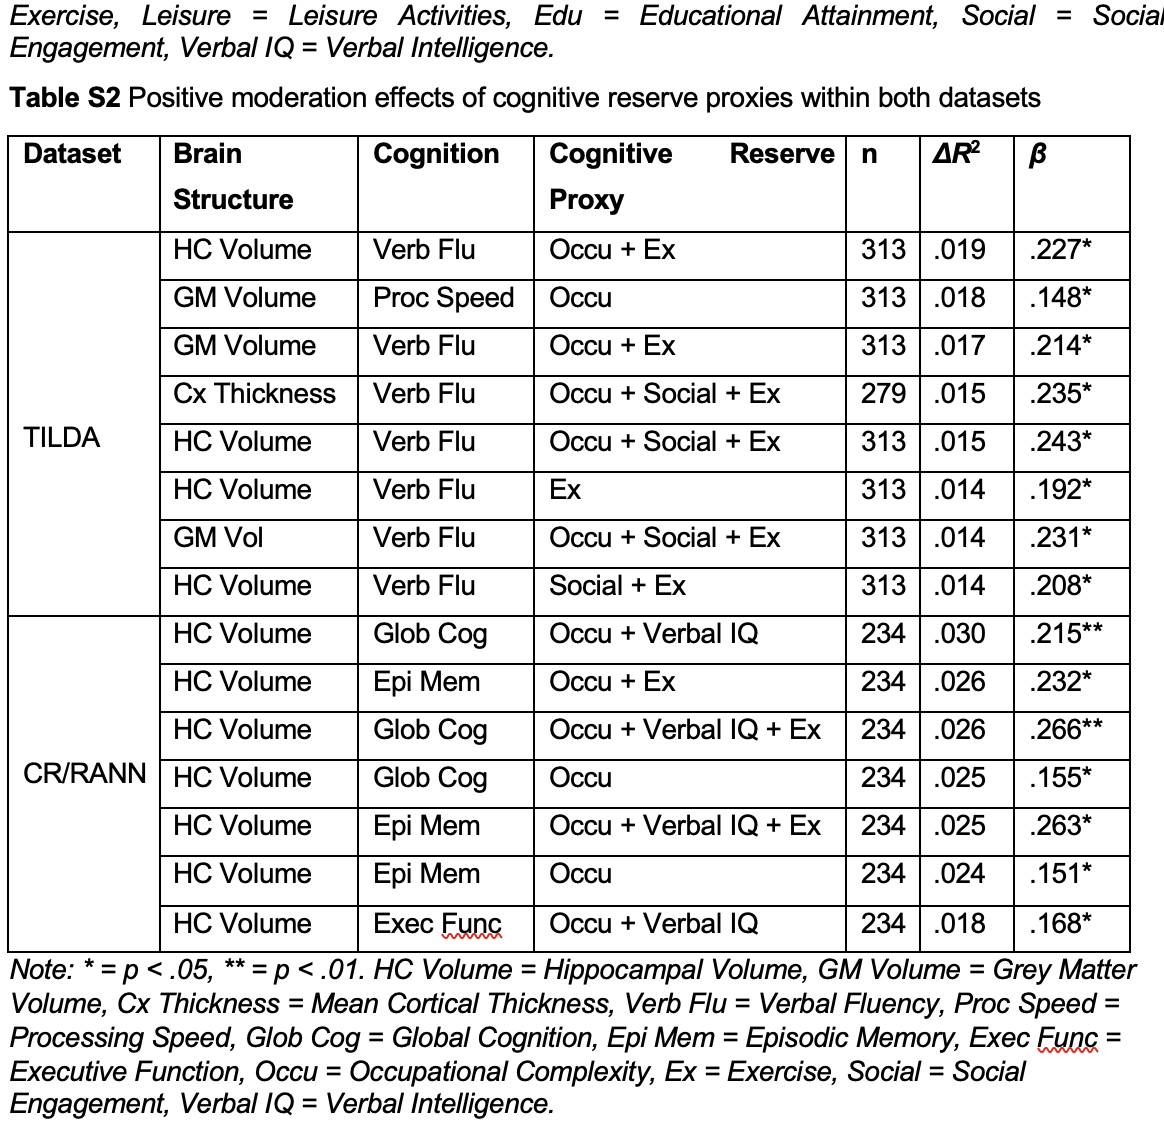 Exercise, Leisure = Leisure Activities, Edu = Educational Attainment, Social = Social
Engagement, Verbal IQ = Verbal Intelligence.
Table S2 Positive moderation effects of cognitive reserve proxies within both datasets
Dataset Brain Structure Cognition Cognitive Reserve Proxy n ΔR² β
TILDA
HC Volume Verb Flu Occu + Ex 313 .019 .227*
GM Volume Proc Speed Occu 313 .018 .148*
GM Volume Verb Flu Occu + Ex 313 .017 .214*
Cx Thickness Verb Flu Occu + Social + Ex 279 .015 .235*
HC Volume Verb Flu Occu + Social + Ex 313 .015 .243*
HC Volume Verb Flu Ex 313 .014 .192*
GM Vol Verb Flu Occu + Social + Ex 313 .014 .231*
HC Volume Verb Flu Social + Ex 313 .014 .208*
CR/RANN
HC Volume Glob Cog Occu + Verbal IQ 234 .030 .215**
HC Volume Epi Mem Occu + Ex 234 .026 .232*
HC Volume Glob Cog Occu + Verbal IQ + Ex 234 .026 .266**
HC Volume Glob Cog Occu 234 .025 .155*
HC Volume Epi Mem Occu + Verbal IQ + Ex 234 .025 .263*
HC Volume Epi Mem Occu 234 .024 .151*
HC Volume Exec Func Occu + Verbal IQ 234 .018 .168*
Note: * = p < .05, ** = p < .01. HC Volume = Hippocampal Volume, GM Volume = Grey Matter
Volume, Cx Thickness = Mean Cortical Thickness, Verb Flu = Verbal Fluency, Proc Speed =
Processing Speed, Glob Cog = Global Cognition, Epi Mem = Episodic Memory, Exec Func =
Executive Function, Occu = Occupational Complexity, Ex = Exercise, Social = Social
Engagement, Verbal IQ = Verbal Intelligence.